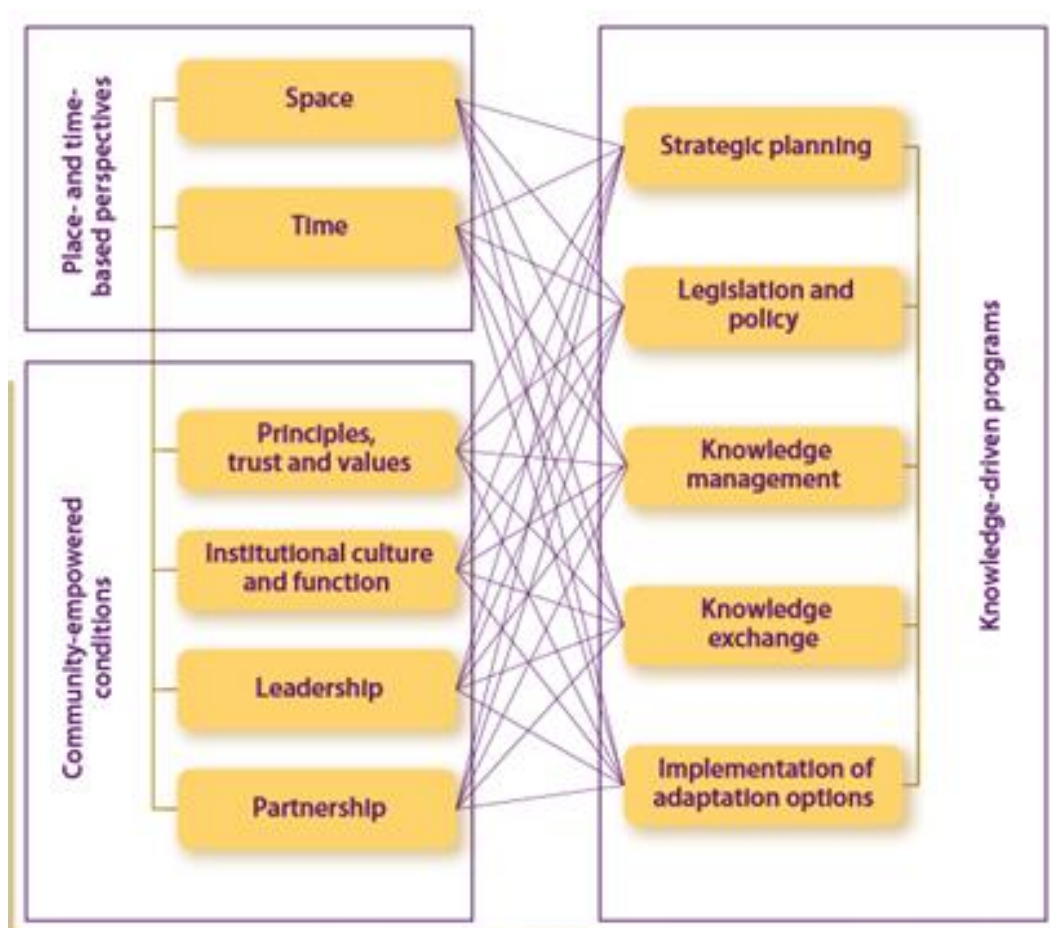 Place- and time-
based perspectives
Space
Time
Community-empowered
conditions
Principles,
trust and values
Institutional culture
and function
Leadership
Partnership
Strategic planning
Legislation and
policy
Knowledge
management
Knowledge
exchange
Implementation of
adaptation options
Knowledge-driven programs